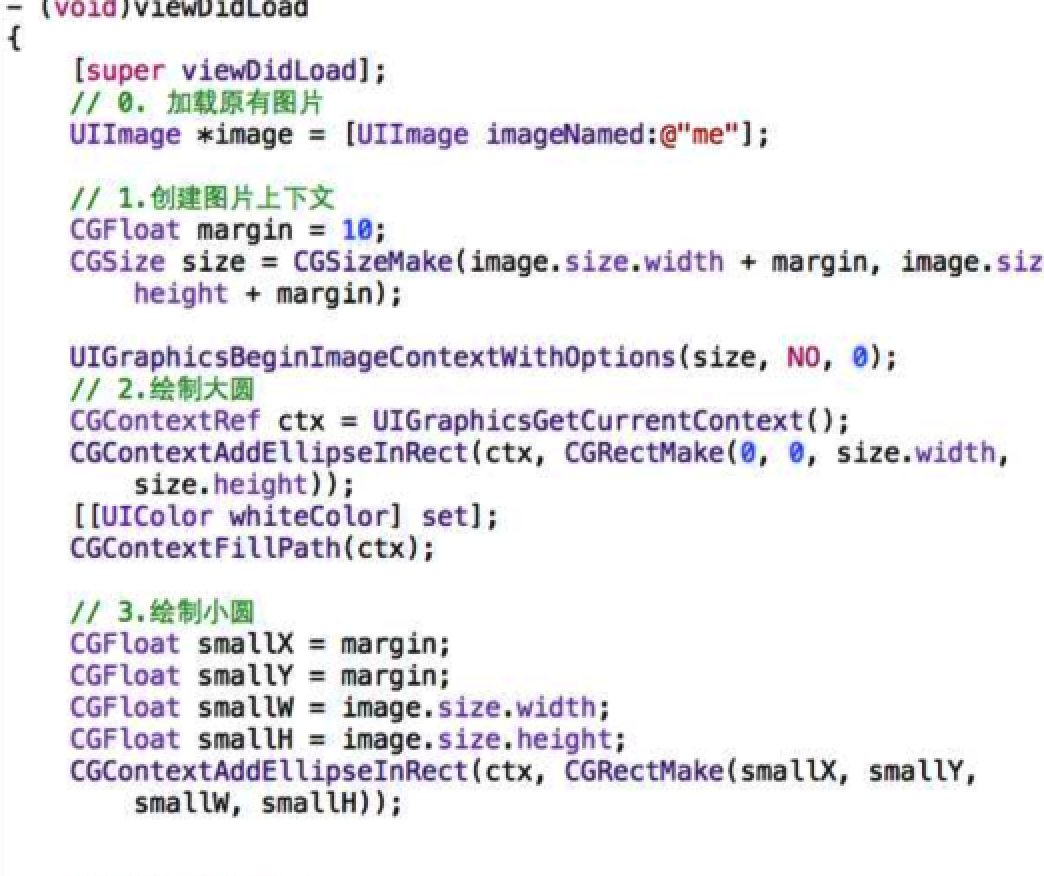 - (void)viewDidLoad
{
[super viewDidLoad];
// 0. 加载原有图片
UIImage *image = [UIImage imageNamed:@"me"];
// 1.创建图片上下文
CGFloat margin = 10;
CGSize size = CGSizeMake(image.size.width + margin, image.siz
height + margin);
UIGraphicsBeginImageContextWithOptions(size, NO, 0);
// 2.绘制大圆
CGContextRef ctx = UIGraphicsGetCurrentContext();
CGContextAddEllipseInRect(ctx, CGRectMake(0, 0, size.width,
size.height));
[[UIColor whiteColor] set];
CGContextFillPath(ctx);
// 3.绘制小圆
CGFloat smallX = margin;
CGFloat smallY = margin;
CGFloat smallW = image.size.width;
CGFloat smallH = image.size.height;
CGContextAddEllipseInRect(ctx, CGRectMake(smallX, smallY,
smallW, smallH));